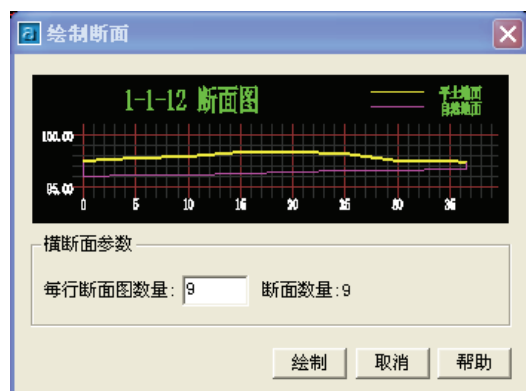 绘制断面
1-1-12 断面图
平土地面
自然地面
100.00
95.00
0 5 10 15 20 25 30 35
横断面参数
每行断面图数量: 9 断面数量:9
绘制 取消 帮助